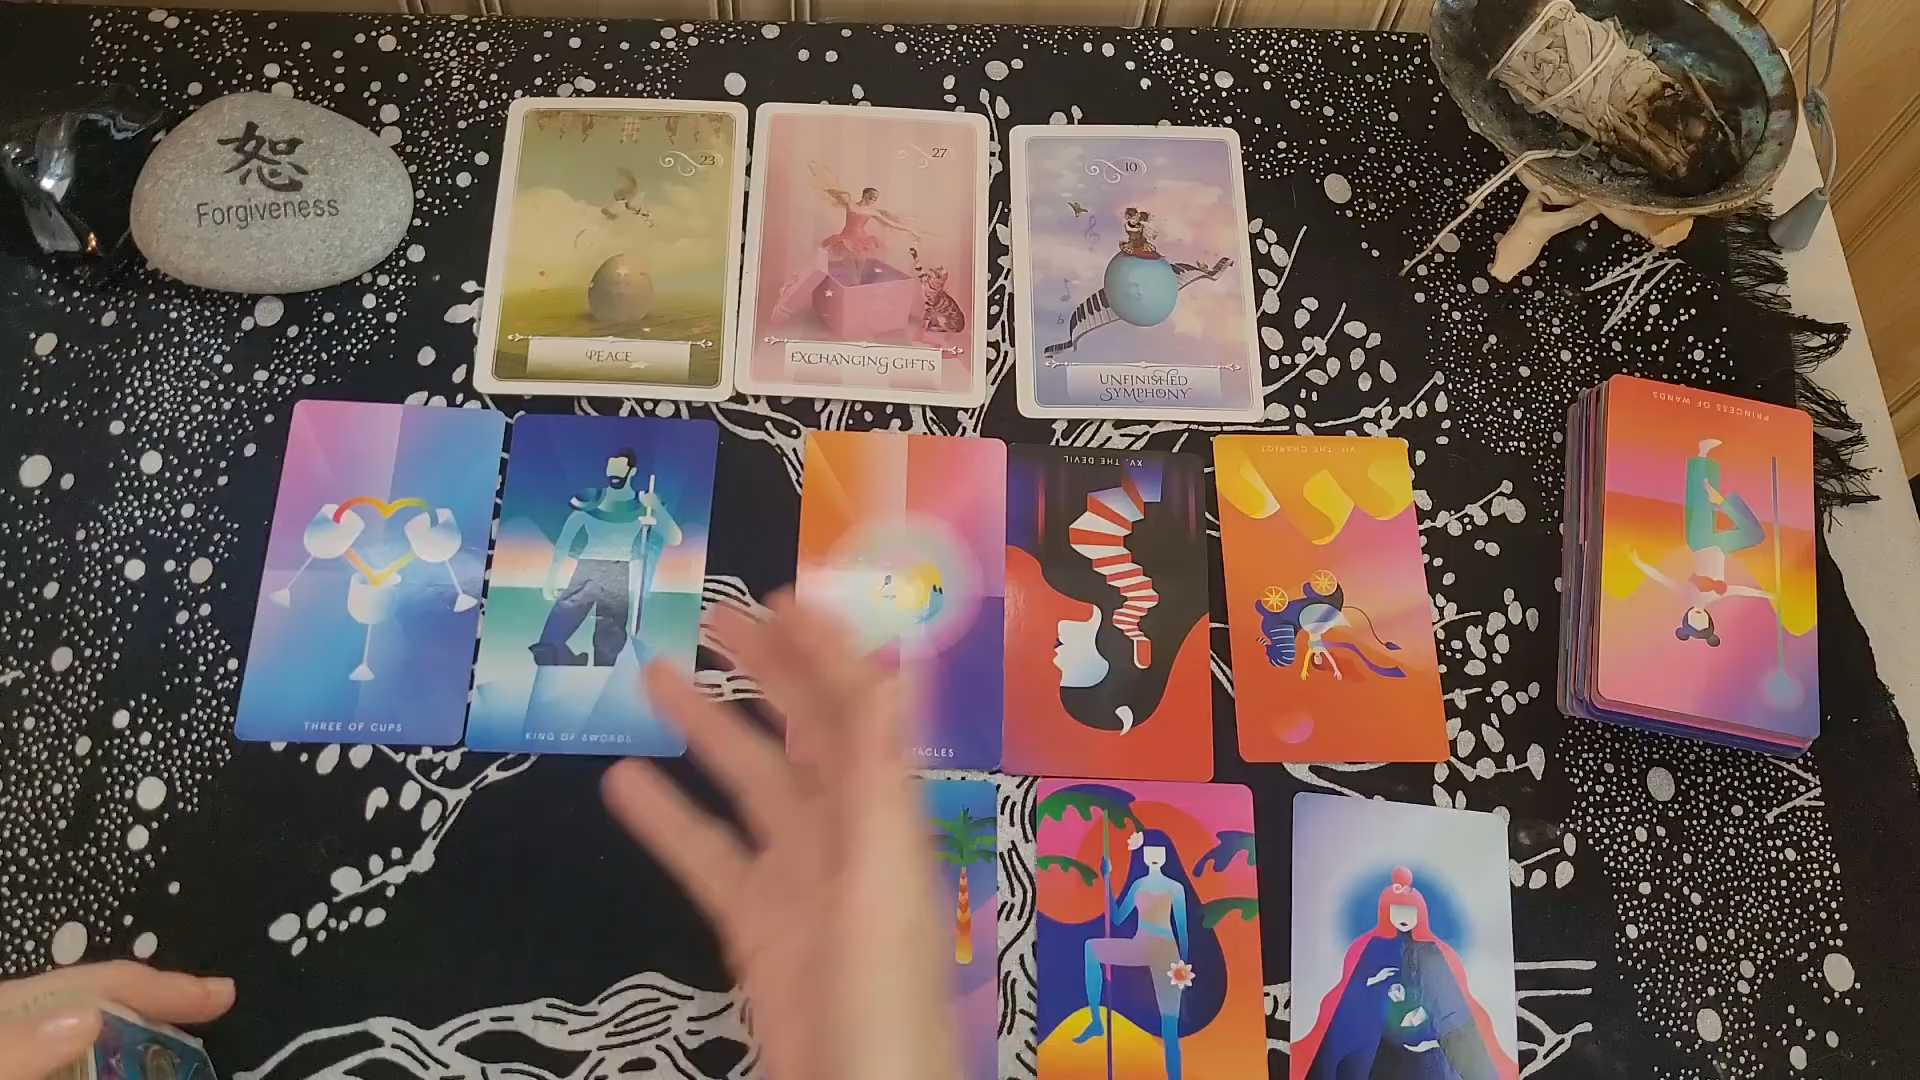 恕
Forgiveness
23
PEACE
27
EXCHANGING GIFTS
10
UNFINISHED
SYMPHONY
PRINCESS OF WANDS
XV. THE DEVIL
VII. THE CHARIOT
THREE OF CUPS
KING OF SWORDS